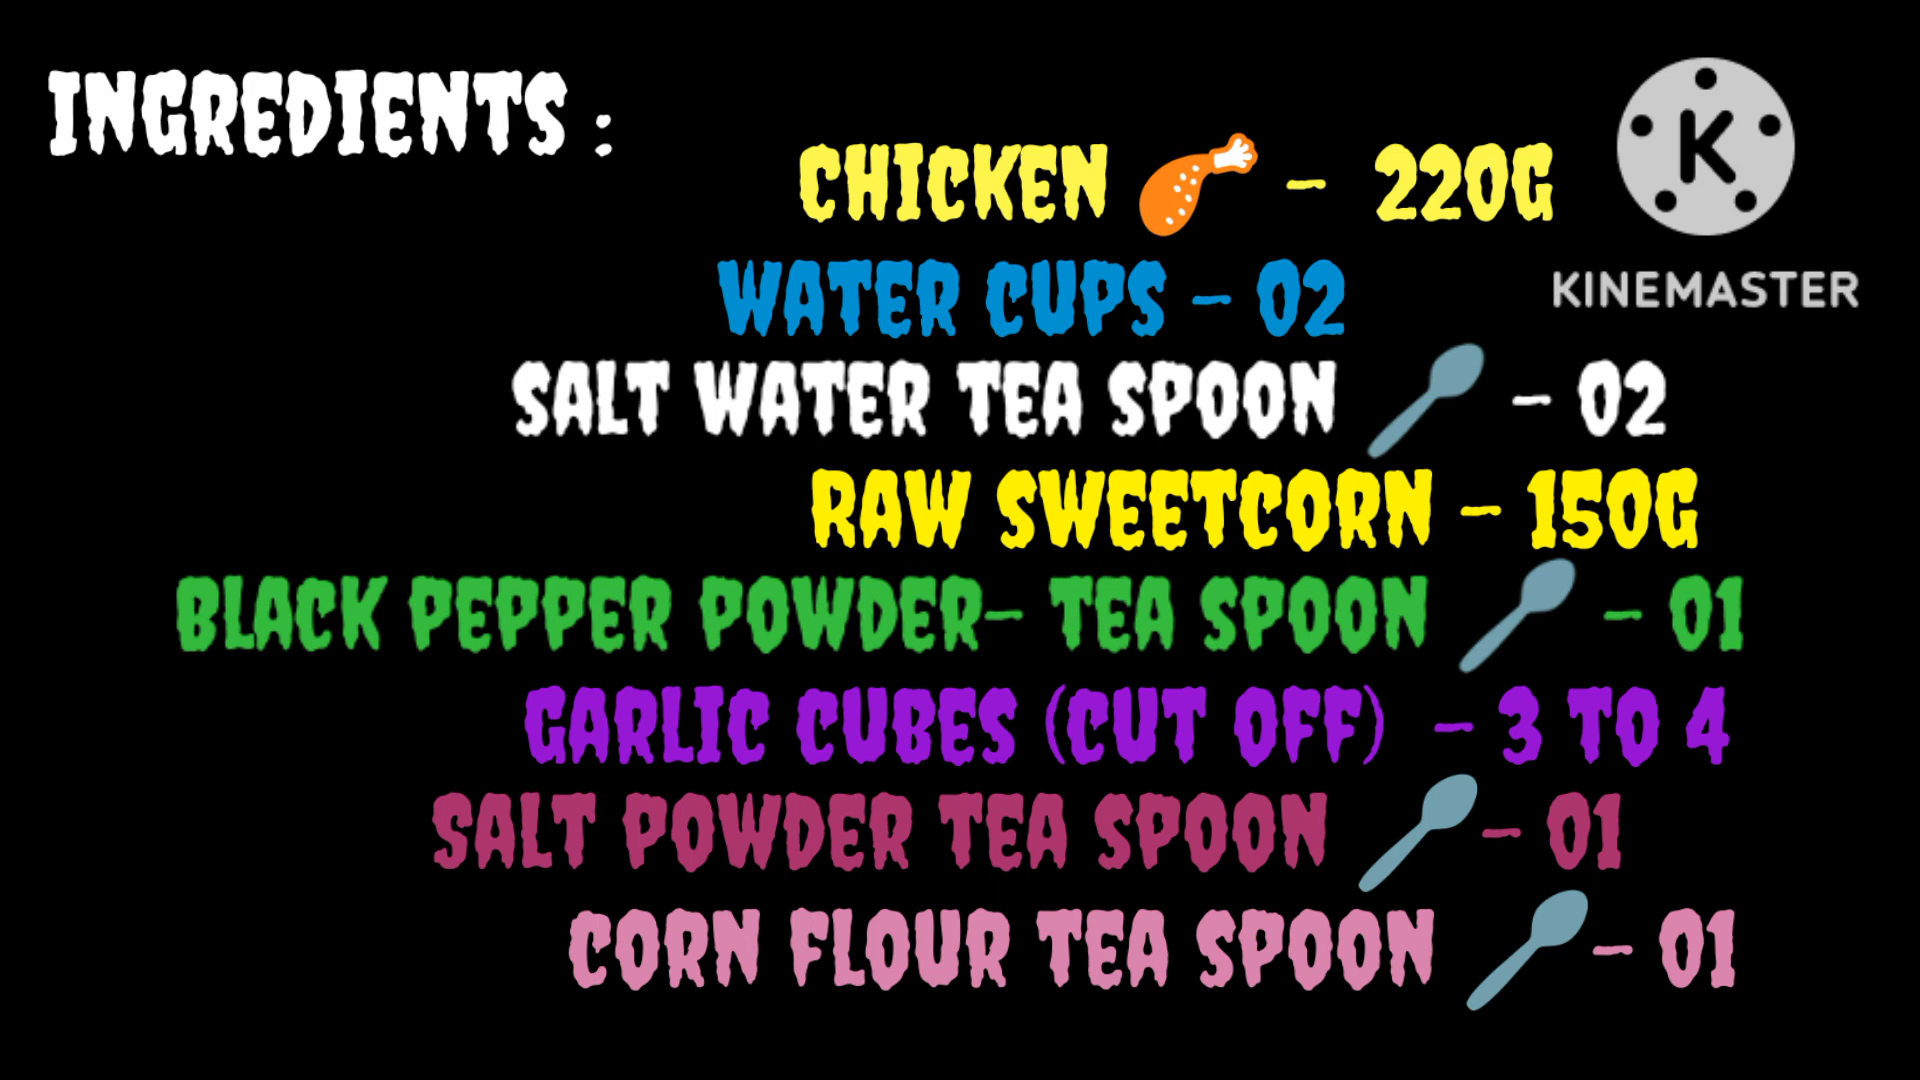 INGREDIENTS :
CHICKEN 🍗 - 220G
WATER CUPS - 02
SALT WATER TEA SPOON 🥄 - 02
RAW SWEETCORN - 150G
BLACK PEPPER POWDER- TEA SPOON 🥄 - 01
GARLIC CUBES (CUT OFF) - 3 TO 4
SALT POWDER TEA SPOON 🥄 - 01
CORN FLOUR TEA SPOON 🥄 - 01
K
KINEMASTER